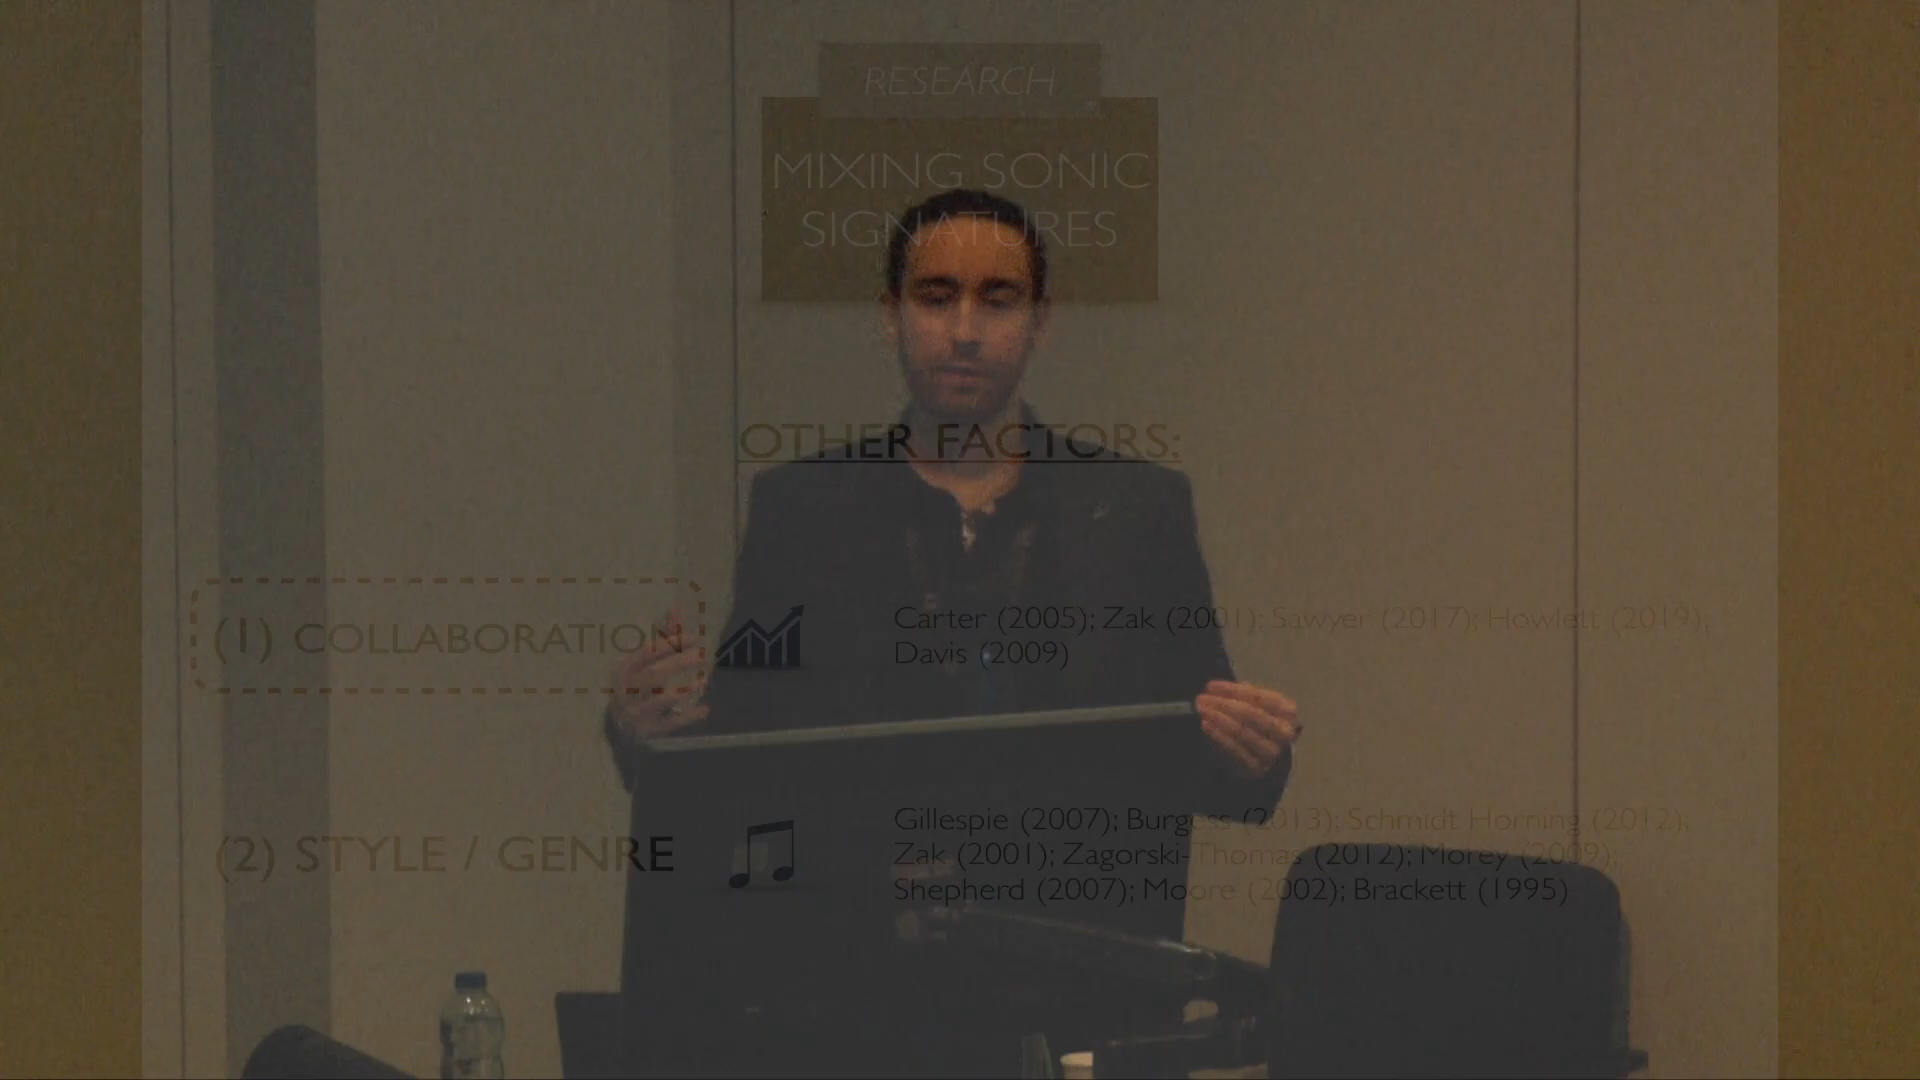 RESEARCH
MIXING SONIC
SIGNATURES
OTHER FACTORS:
(1) COLLABORATION
Carter (2005); Zak (2001); Sawyer (2017); Howlett (2019);
Davis (2009)
(2) STYLE / GENRE
Gillespie (2007); Burgess (2013); Schmidt Horning (2012);
Zak (2001); Zagorski-Thomas (2012); Morey (2009);
Shepherd (2007); Moore (2002); Brackett (1995)